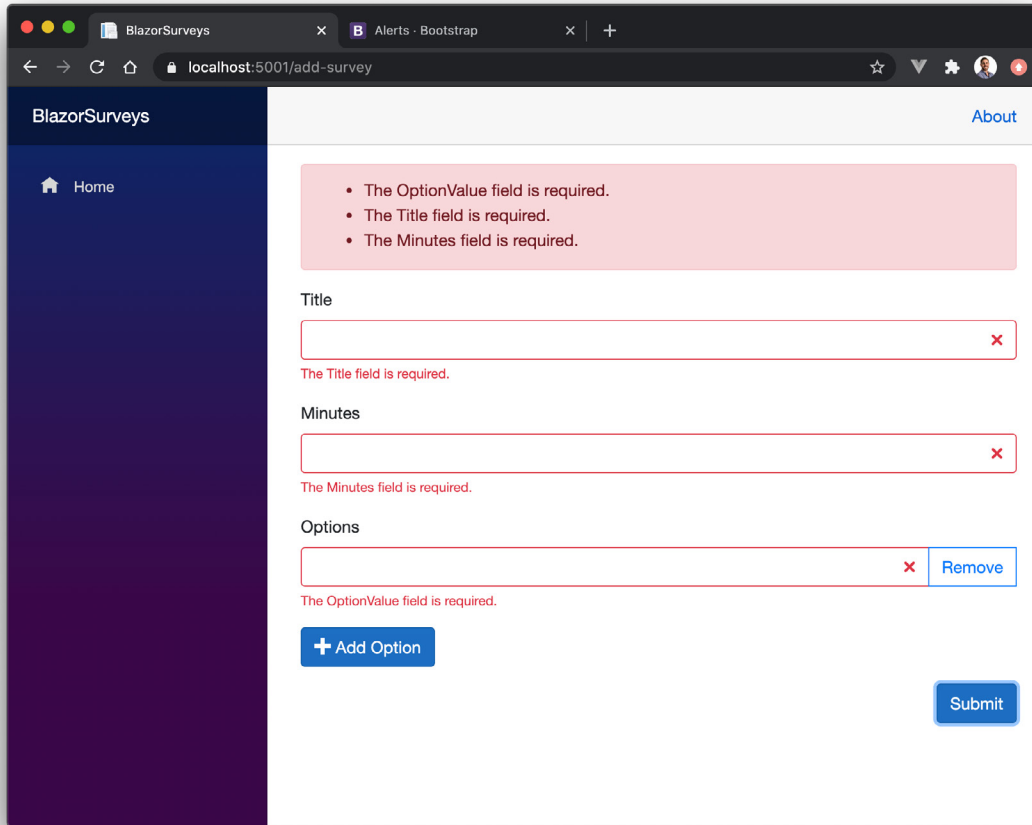 BlazorSurveys
B Alerts · Bootstrap
localhost:5001/add-survey
BlazorSurveys
About
Home
• The OptionValue field is required.
• The Title field is required.
• The Minutes field is required.
Title
The Title field is required.
Minutes
The Minutes field is required.
Options
Remove
The OptionValue field is required.
Add Option
Submit